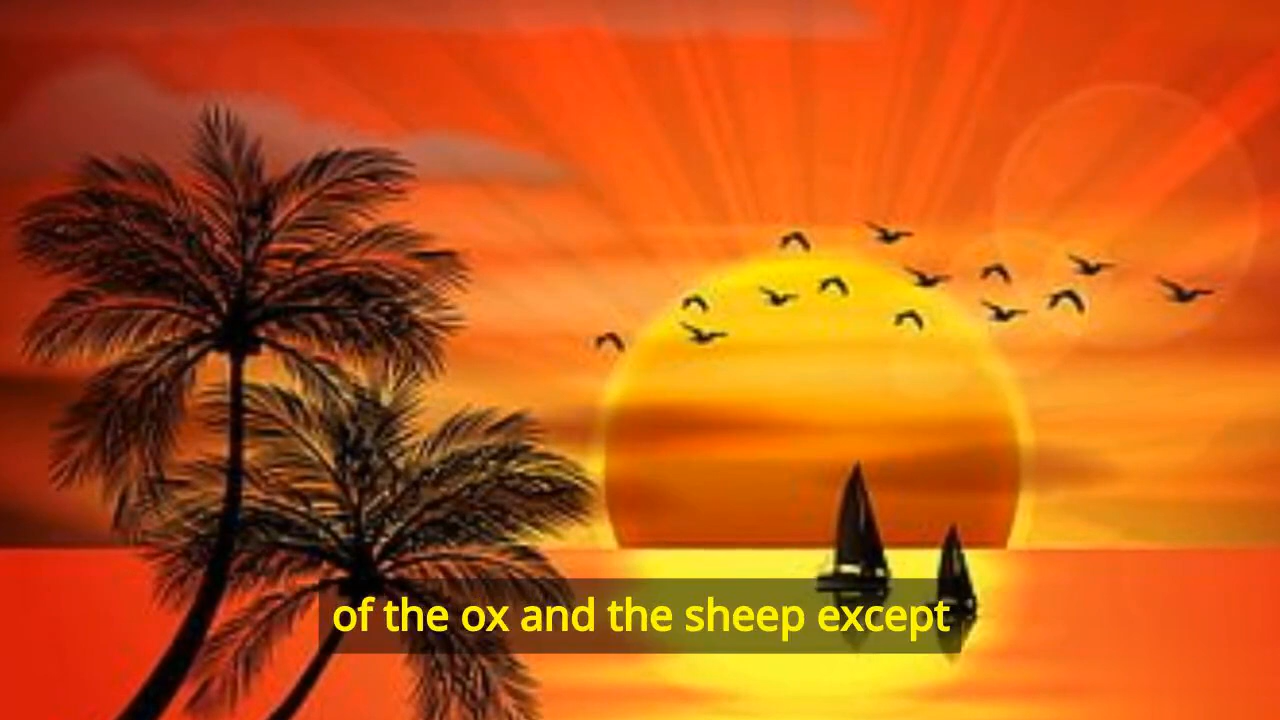 of the ox and the sheep except